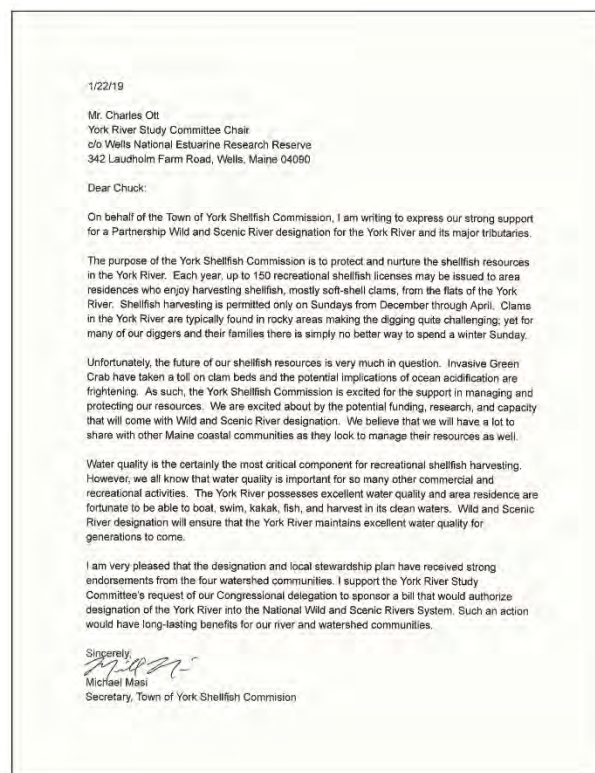 1/22/19
Mr. Charles Ott
York River Study Committee Chair
c/o Wells National Estuarine Research Reserve
342 Laudholm Farm Road, Wells, Maine 04090
Dear Chuck:
On behalf of the Town of York Shellfish Commission, I am writing to express our strong support
for a Partnership Wild and Scenic River designation for the York River and its major tributaries.
The purpose of the York Shellfish Commission is to protect and nurture the shellfish resources
in the York River. Each year, up to 150 recreational shellfish licenses may be issued to area
residences who enjoy harvesting shellfish, mostly soft-shell clams, from the flats of the York
River. Shellfish harvesting is permitted only on Sundays from December through April. Clams
in the York River are typically found in rocky areas making the digging quite challenging; yet for
many of our diggers and their families there is simply no better way to spend a winter Sunday.
Unfortunately, the future of our shellfish resources is very much in question. Invasive Green
Crab have taken a toll on clam beds and the potential implications of ocean acidification are
frightening. As such, the York Shellfish Commission is excited for the support in managing and
protecting our resources. We are excited about by the potential funding, research, and capacity
that will come with Wild and Scenic River designation. We believe that we will have a lot to
share with other Maine coastal communities as they look to manage their resources as well.
Water quality is the certainly the most critical component for recreational shellfish harvesting.
However, we all know that water quality is important for so many other commercial and
recreational activities. The York River possesses excellent water quality and area residence are
fortunate to be able to boat, swim, kakak, fish, and harvest in its clean waters. Wild and Scenic
River designation will ensure that the York River maintains excellent water quality for
generations to come.
I am very pleased that the designation and local stewardship plan have received strong
endorsements from the four watershed communities. I support the York River Study
Committee's request of our Congressional delegation to sponsor a bill that would authorize
designation of the York River into the National Wild and Scenic Rivers System. Such an action
would have long-lasting benefits for our river and watershed communities.
Sincerely,
Michael Masi
Secretary, Town of York Shellfish Commision